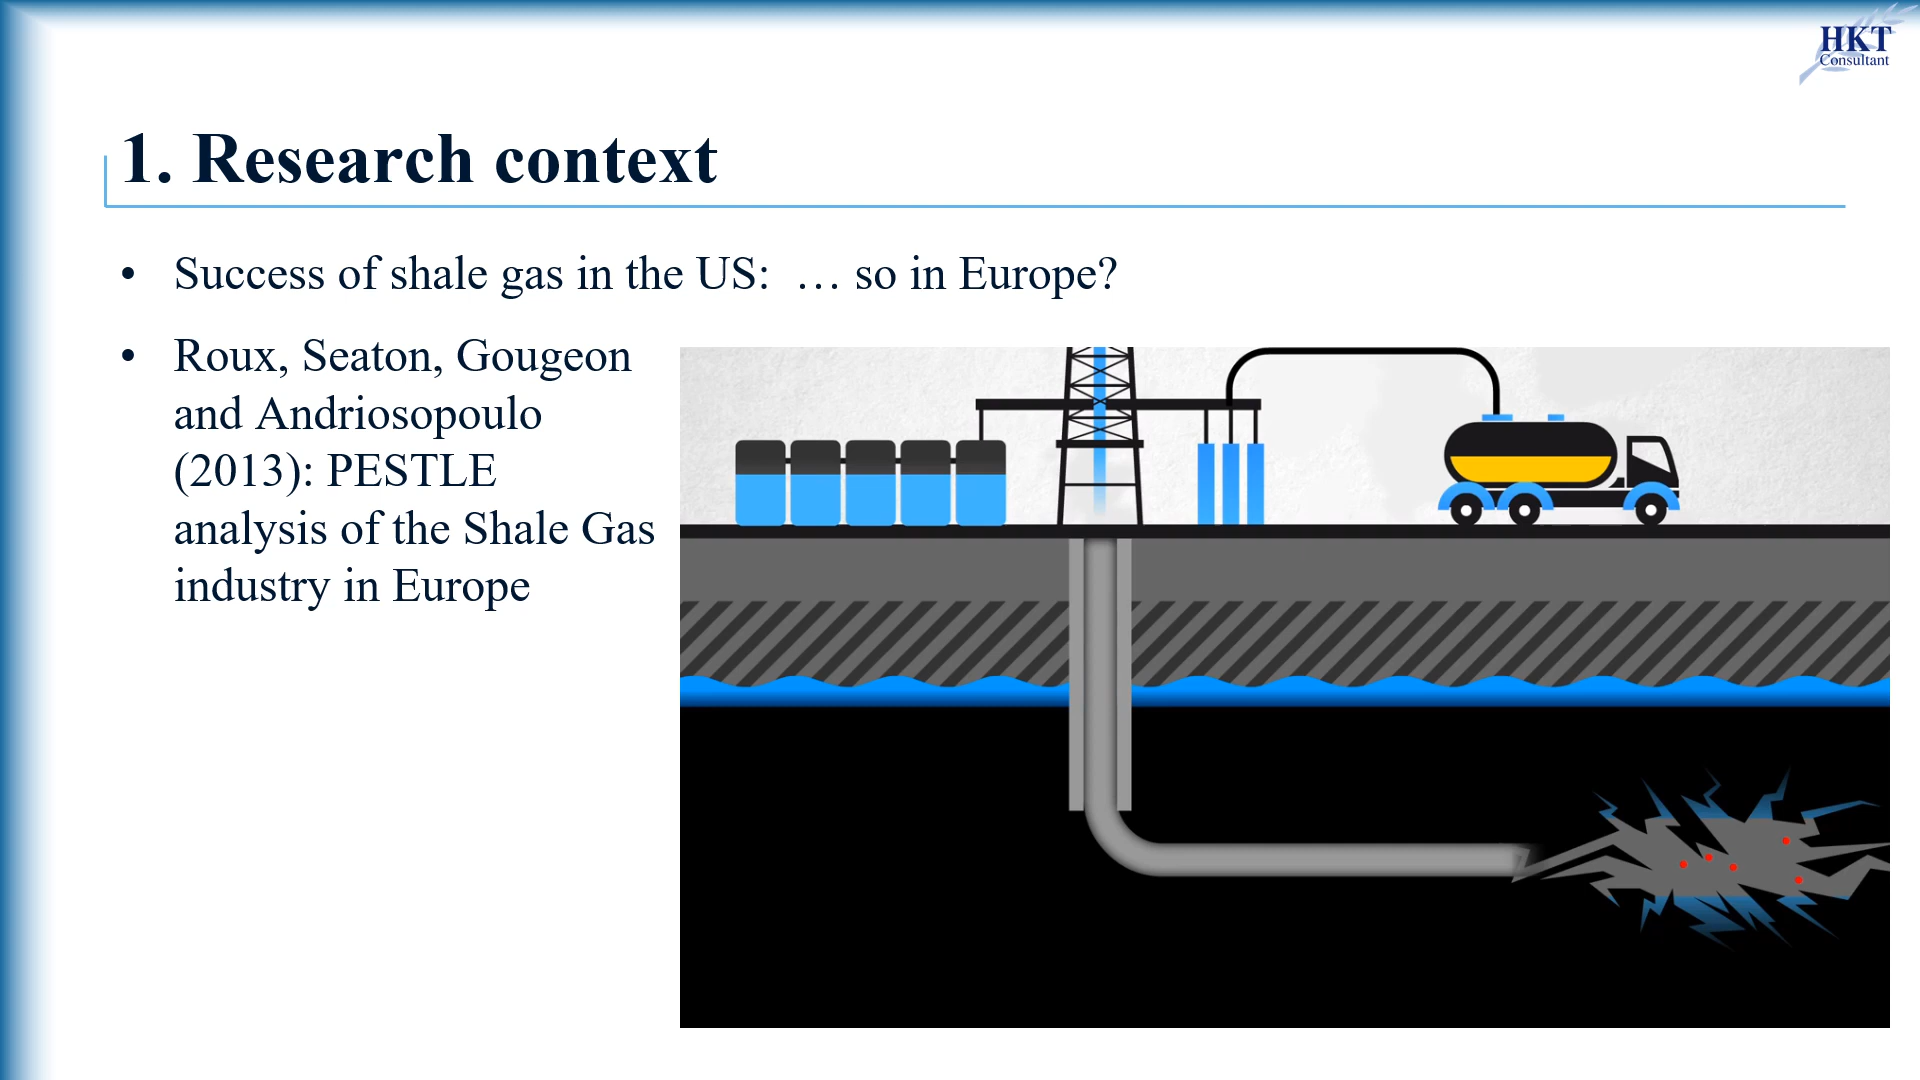 HKT
Consultant
1. Research context
• Success of shale gas in the US:  … so in Europe?
• Roux, Seaton, Gougeon
and Andriosopoulo
(2013): PESTLE
analysis of the Shale Gas
industry in Europe